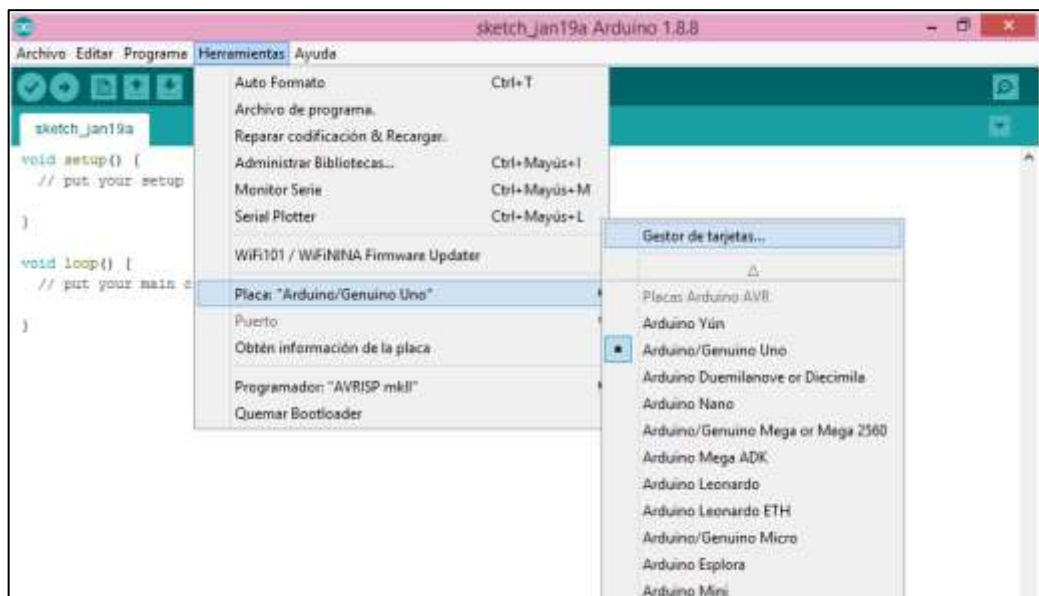 sketch_jan19a Arduino 1.8.8
Archivo Editar Programa Herramientas Ayuda
sketch_jan19a
void setup() {
// put your setup
}
void loop() {
// put your main c
}
Auto Formato Ctrl+T
Archivo de programa.
Reparar codificación & Recargar.
Administrar Bibliotecas... Ctrl+Mayús+I
Monitor Serie Ctrl+Mayús+M
Serial Plotter Ctrl+Mayús+L
WiFi101 / WiFiNINA Firmware Updater
Placa: "Arduino/Genuino Uno"
Puerto
Obtén información de la placa
Programador: "AVRISP mkII"
Quemar Bootloader
Gestor de tarjetas...
Placas Arduino AVR
Arduino Yún
Arduino/Genuino Uno
Arduino Duemilanove or Diecimila
Arduino Nano
Arduino/Genuino Mega or Mega 2560
Arduino Mega ADK
Arduino Leonardo
Arduino Leonardo ETH
Arduino/Genuino Micro
Arduino Esplora
Arduino Mini